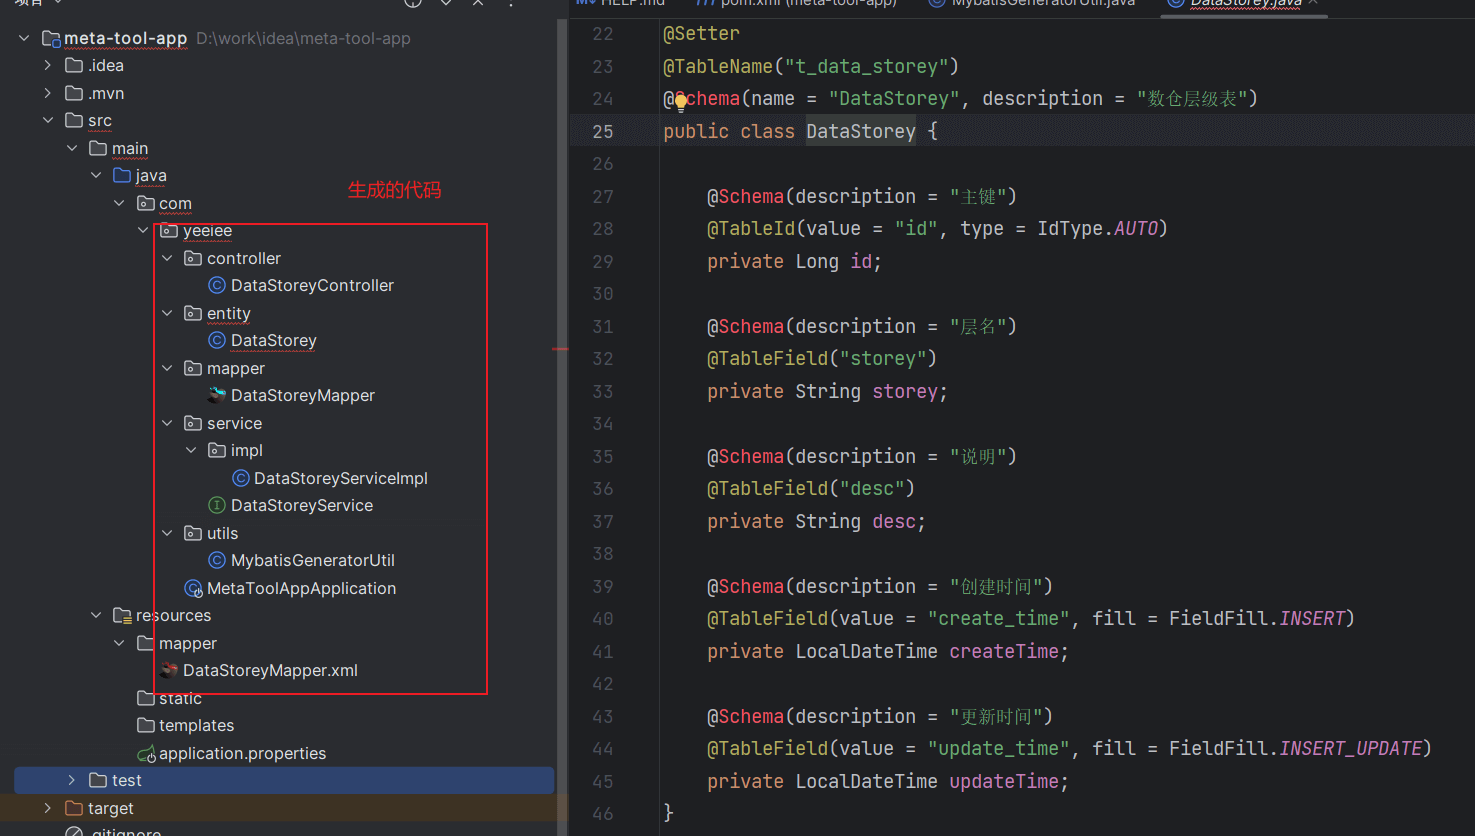 项目
meta-tool-app D:\work\idea\meta-tool-app
.idea
.mvn
src
main
java
com
yeeiee
controller
DataStoreyController
entity
DataStorey
mapper
DataStoreyMapper
service
impl
DataStoreyServiceImpl
DataStoreyService
utils
MybatisGeneratorUtil
MetaToolAppApplication
resources
mapper
DataStoreyMapper.xml
static
templates
application.properties
test
target
.gitignore
生成的代码
HELP.md pom.xml (meta-tool-app) MybatisGeneratorUtil.java DataStorey.java
22 @Setter
23 @TableName("t_data_storey")
24 @Schema(name = "DataStorey", description = "数仓层级表")
25 public class DataStorey {
26
27 @Schema(description = "主键")
28 @TableId(value = "id", type = IdType.AUTO)
29 private Long id;
30
31 @Schema(description = "层名")
32 @TableField("storey")
33 private String storey;
34
35 @Schema(description = "说明")
36 @TableField("desc")
37 private String desc;
38
39 @Schema(description = "创建时间")
40 @TableField(value = "create_time", fill = FieldFill.INSERT)
41 private LocalDateTime createTime;
42
43 @Schema(description = "更新时间")
44 @TableField(value = "update_time", fill = FieldFill.INSERT_UPDATE)
45 private LocalDateTime updateTime;
46 }